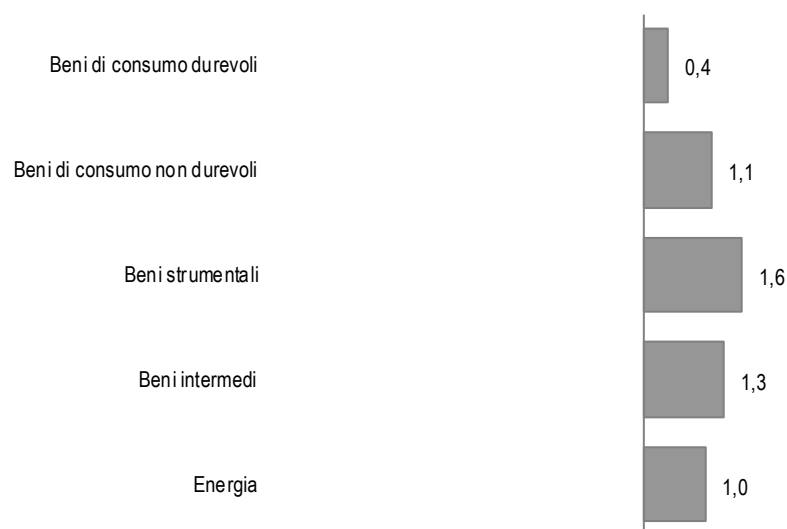 Beni di consumo durevoli
0,4
Beni di consumo non durevoli
1,1
Beni strumentali
1,6
Beni intermedi
1,3
Energia
1,0